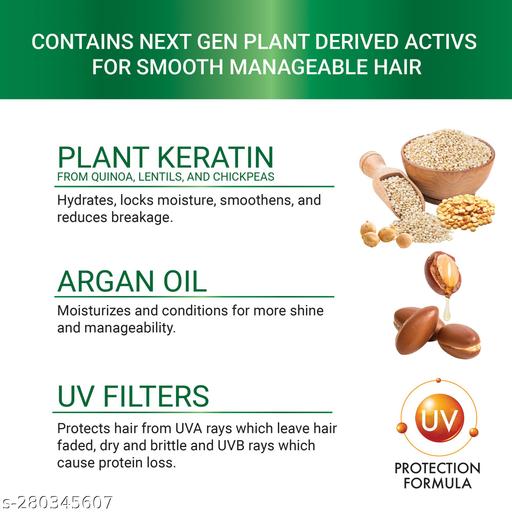 CONTAINS NEXT GEN PLANT DERIVED ACTIVS
FOR SMOOTH MANAGEABLE HAIR
PLANT KERATIN
FROM QUINOA, LENTILS, AND CHICKPEAS
Hydrates, locks moisture, smoothens, and
reduces breakage.
ARGAN OIL
Moisturizes and conditions for more shine
and manageability.
UV FILTERS
Protects hair from UVA rays which leave hair
faded, dry and brittle and UVB rays which
cause protein loss.
UV
PROTECTION
FORMULA
s-280345607